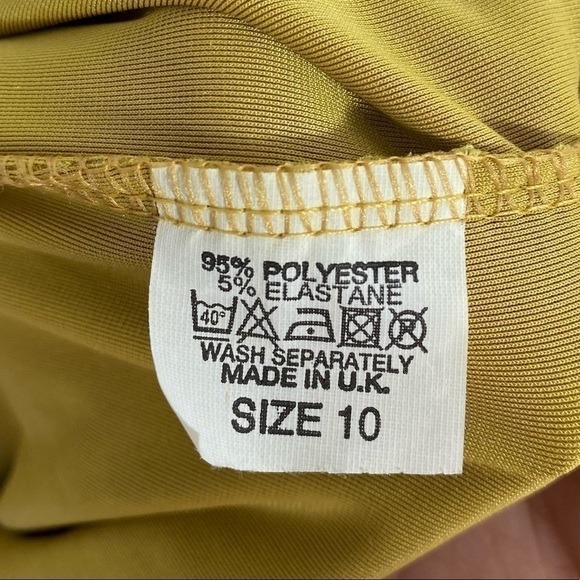 95% POLYESTER
5% ELASTANE
40°
WASH SEPARATELY
MADE IN U.K.
SIZE 10